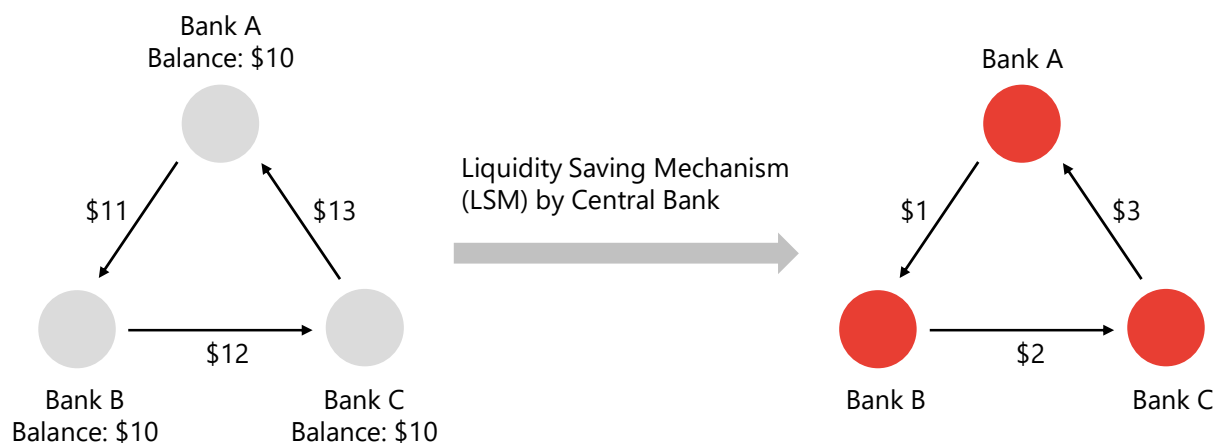 Bank A
Balance: $10
$11
$13
$12
Bank B
Balance: $10
Bank C
Balance: $10
Liquidity Saving Mechanism
(LSM) by Central Bank
Bank A
$1
$3
$2
Bank B
Bank C